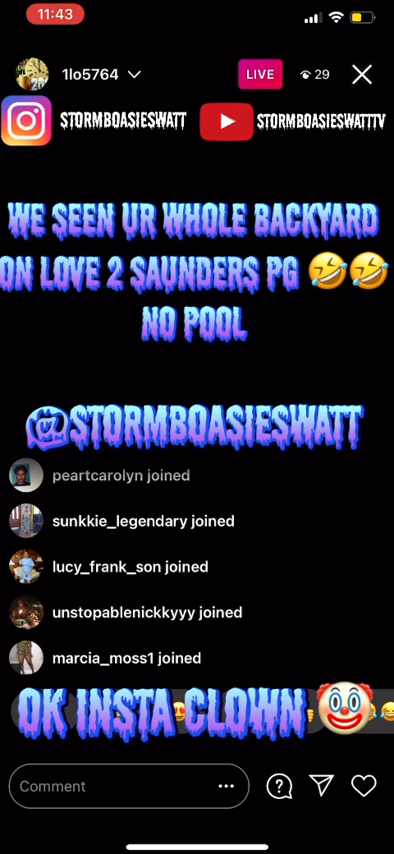 11:43
1lo5764
LIVE
29
STORMBOASIESWATT
STORMBOASIESWATTTV
WE SEEN UR WHOLE BACKYARD
ON LOVE 2 SAUNDERS PG 🤣🤣
NO POOL
@STORMBOASIESWATT
peartcarolyn joined
sunkkie_legendary joined
lucy_frank_son joined
unstopablenickkyyy joined
marcia_moss1 joined
OK INSTA CLOWN 🤡
Comment